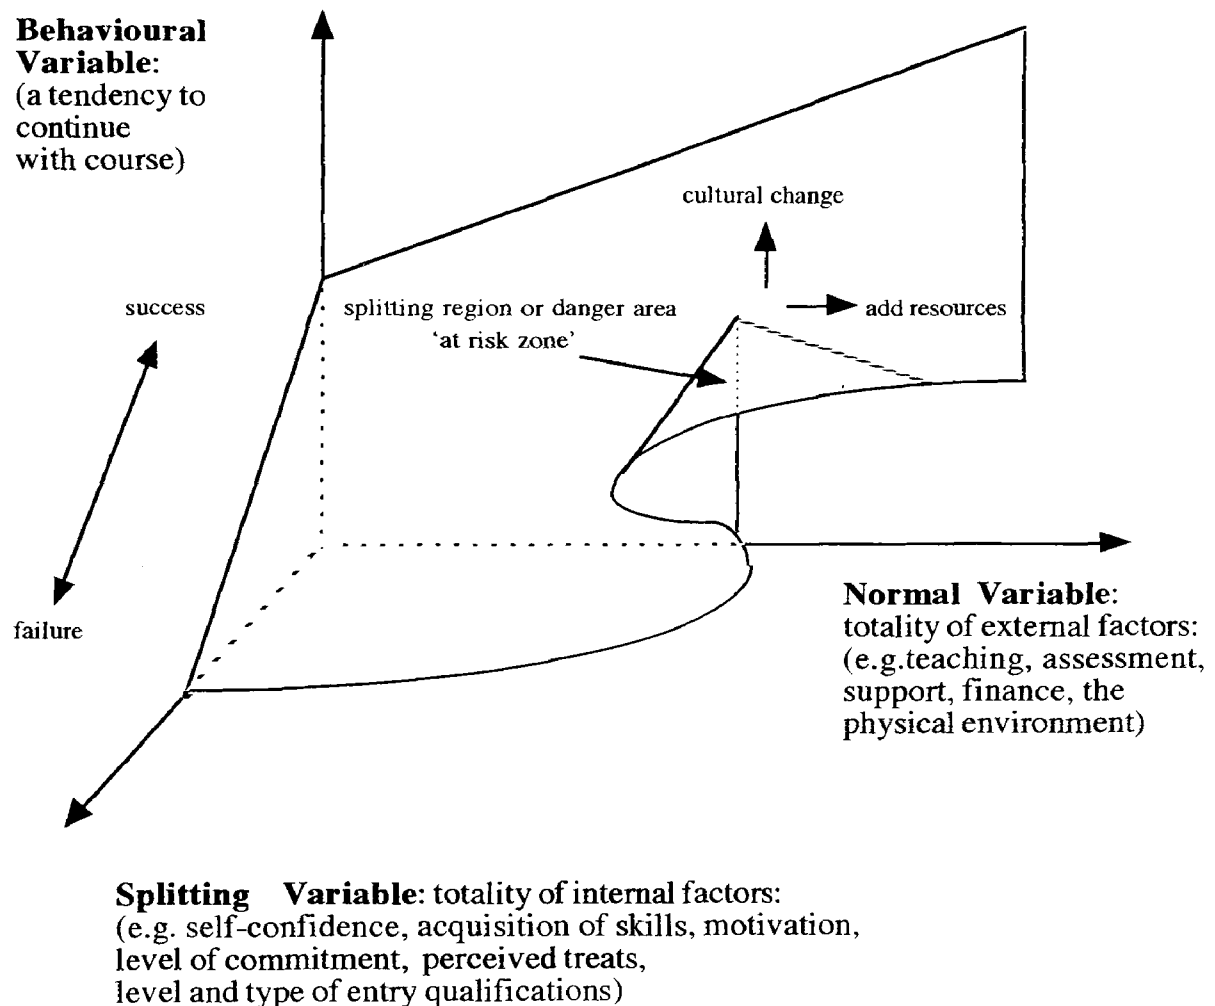 Behavioural
Variable:
(a tendency to
continue
with course)
cultural change
success
splitting region or danger area
'at risk zone'
add resources
failure
Normal Variable:
totality of external factors:
(e.g.teaching, assessment,
support, finance, the
physical environment)
Splitting Variable: totality of internal factors:
(e.g. self-confidence, acquisition of skills, motivation,
level of commitment, perceived treats,
level and type of entry qualifications)